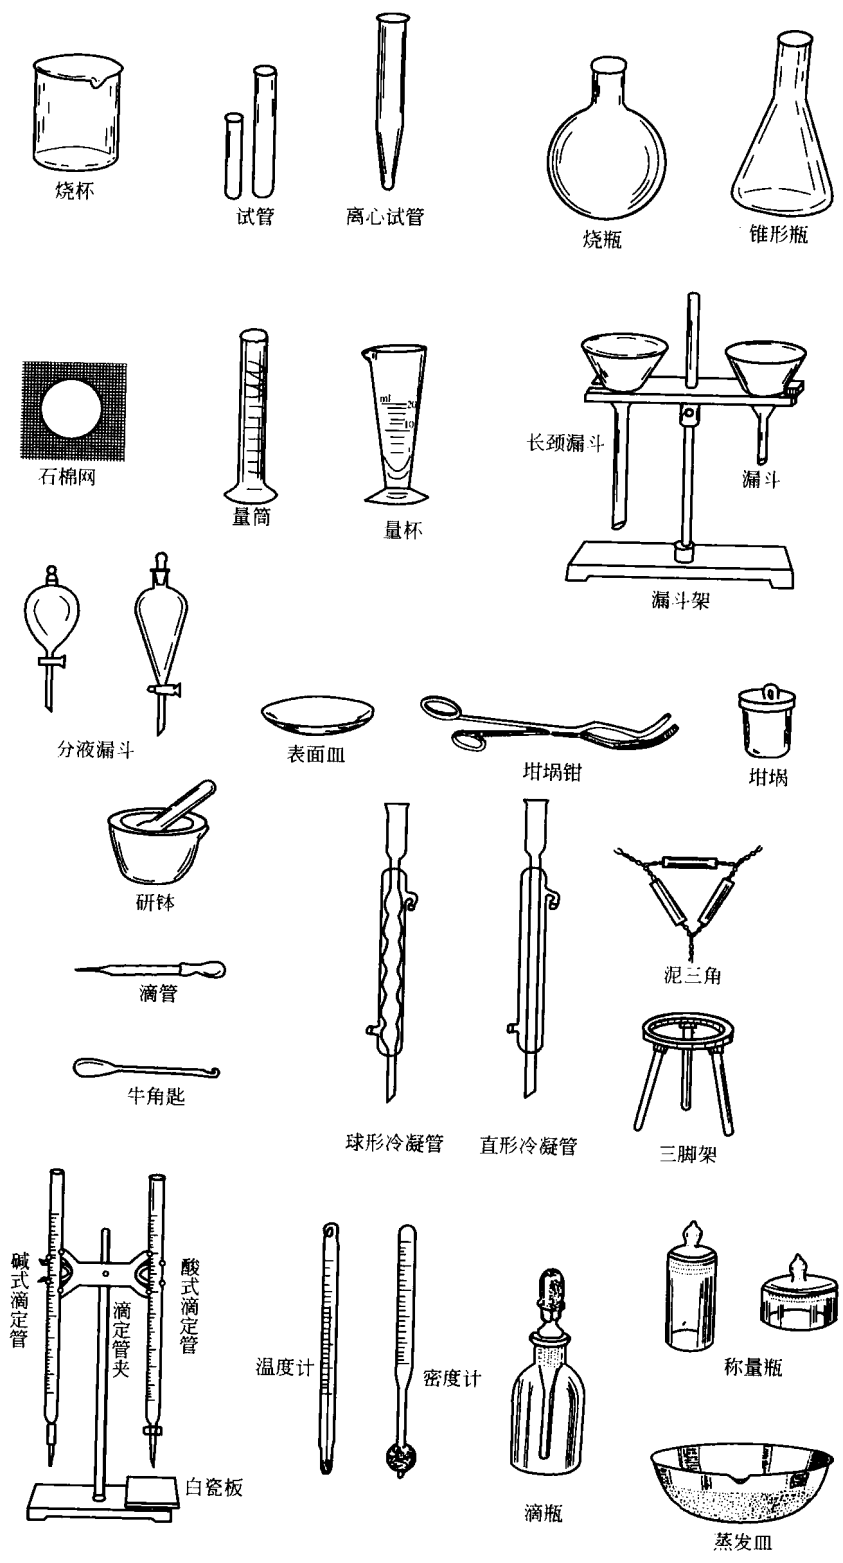 烧杯
试管
离心试管
烧瓶
锥形瓶
石棉网
量筒
ml
20
10
量杯
长颈漏斗
漏斗
漏斗架
分液漏斗
表面皿
坩埚钳
坩埚
研钵
滴管
牛角匙
球形冷凝管
直形冷凝管
泥三角
三脚架
碱式滴定管
滴定管夹
酸式滴定管
白瓷板
温度计
密度计
滴瓶
称量瓶
蒸发皿